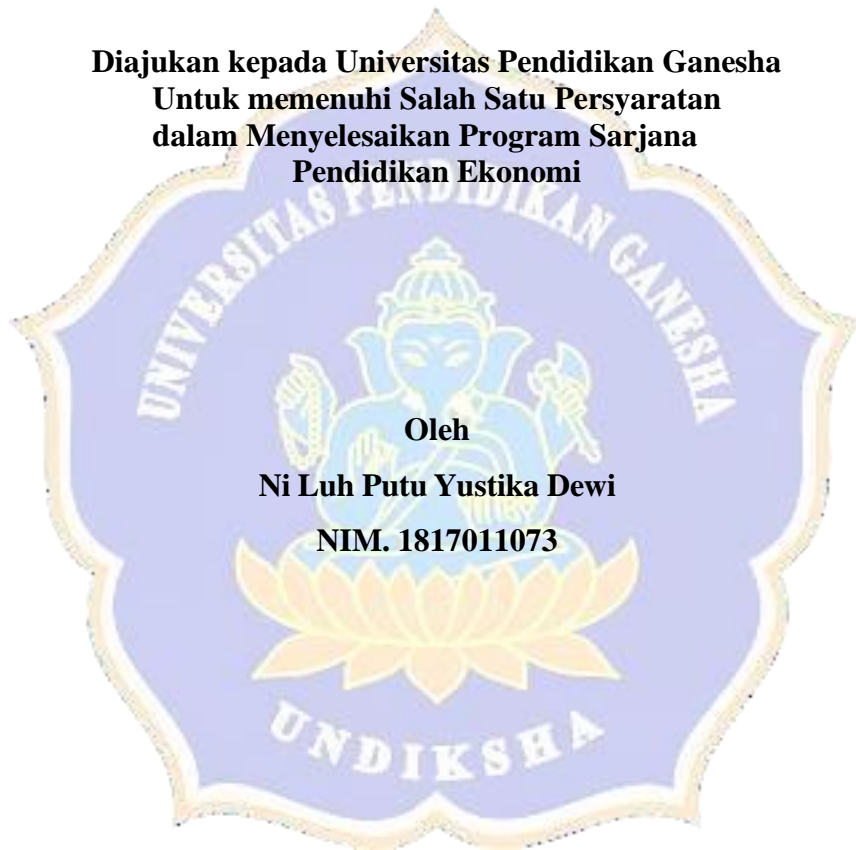 Diajukan kepada Universitas Pendidikan Ganesha
Untuk memenuhi Salah Satu Persyaratan
dalam Menyelesaikan Program Sarjana
Pendidikan Ekonomi
UNIVERSITAS PENDIDIKAN GANESHA
Oleh
Ni Luh Putu Yustika Dewi
NIM. 1817011073
UNDIKSHA